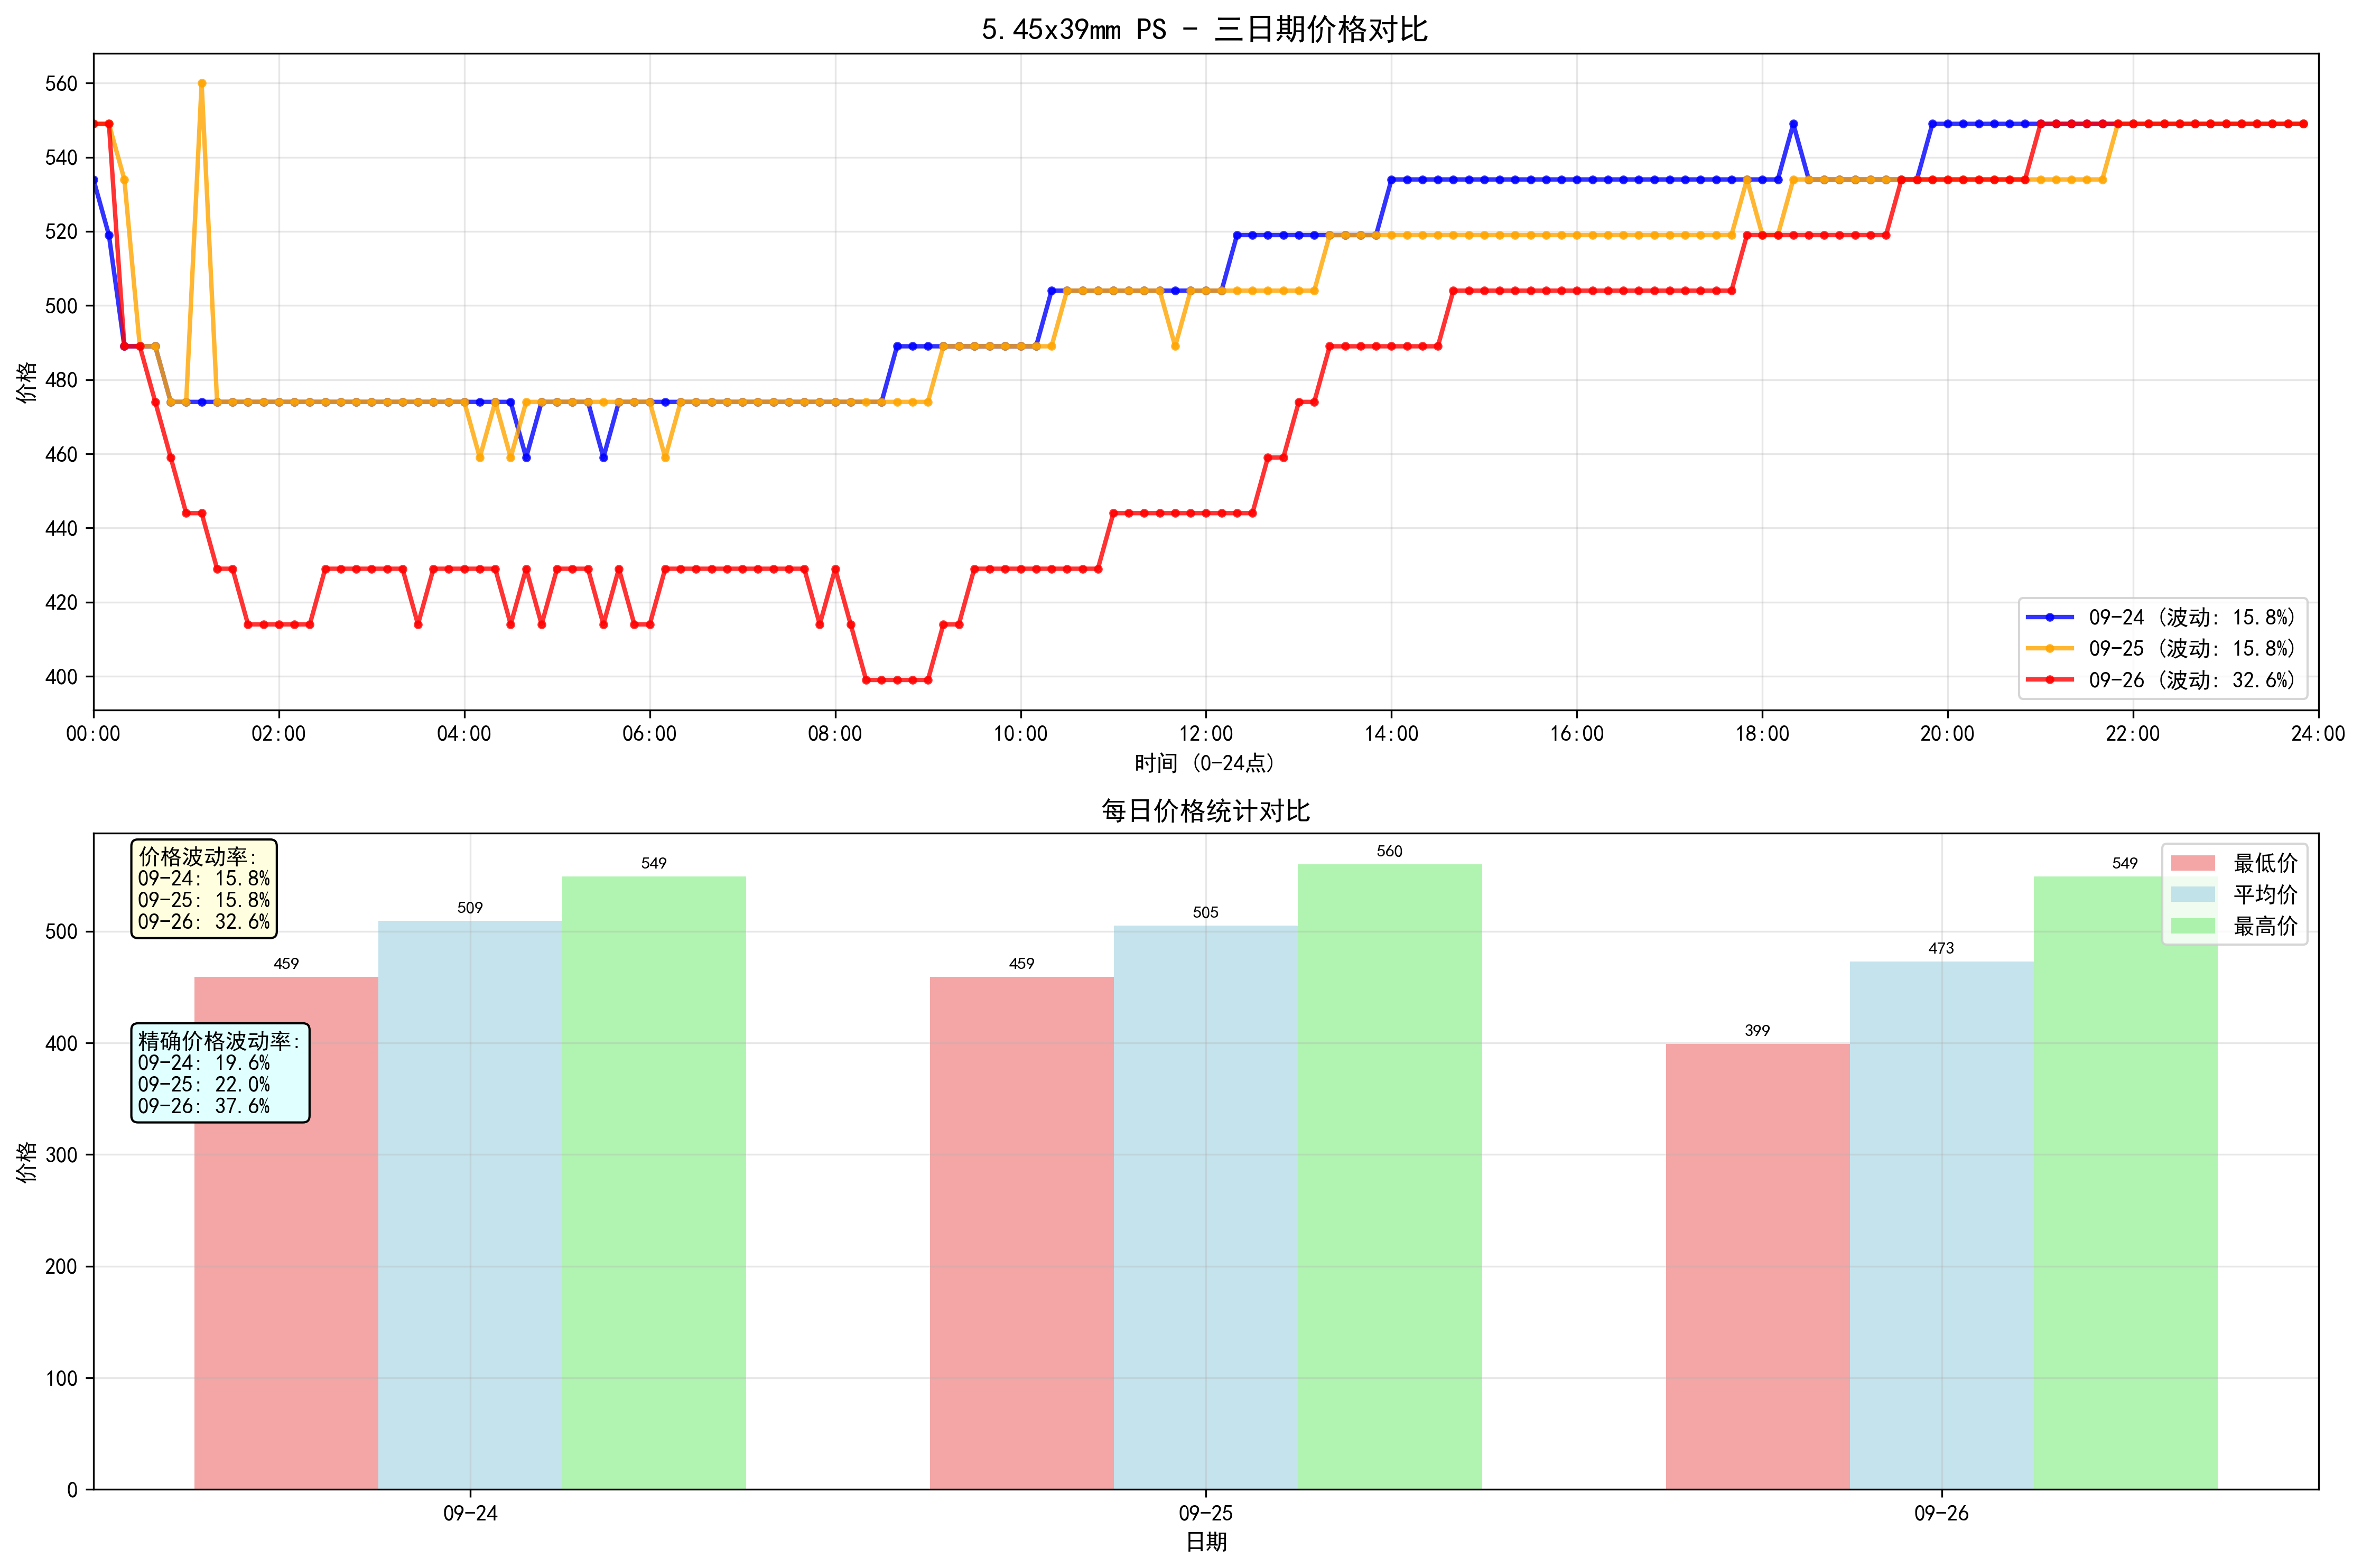 5.45x39mm PS - 三日期价格对比
价格
560
540
520
500
480
460
440
420
400
00:00 02:00 04:00 06:00 08:00 10:00 12:00 14:00 16:00 18:00 20:00 22:00 24:00
时间 (0-24点)
09-24 (波动: 15.8%)
09-25 (波动: 15.8%)
09-26 (波动: 32.6%)
每日价格统计对比
价格
500
400
300
200
100
0
价格波动率:
09-24: 15.8%
09-25: 15.8%
09-26: 32.6%
精确价格波动率:
09-24: 19.6%
09-25: 22.0%
09-26: 37.6%
459 509 549
459 505 560
399 473 549
最低价
平均价
最高价
09-24 09-25 09-26
日期